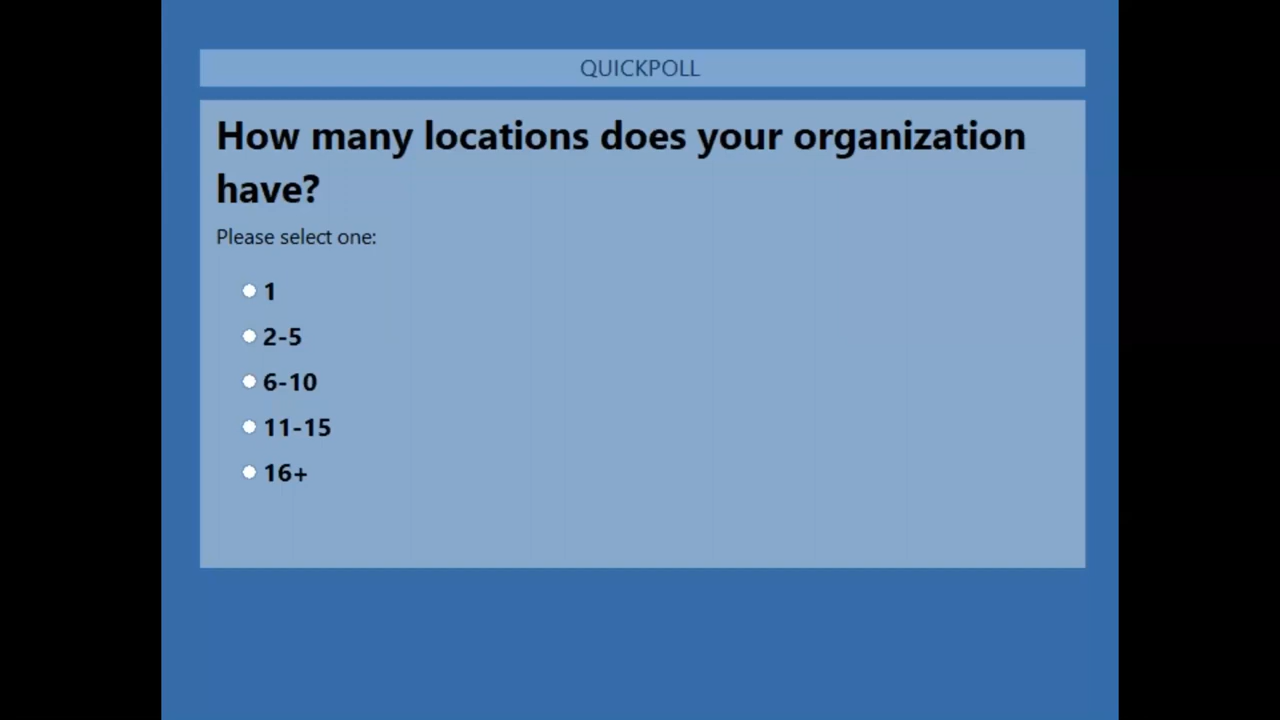 QUICKPOLL
How many locations does your organization
have?
Please select one:
1
2-5
6-10
11-15
16+